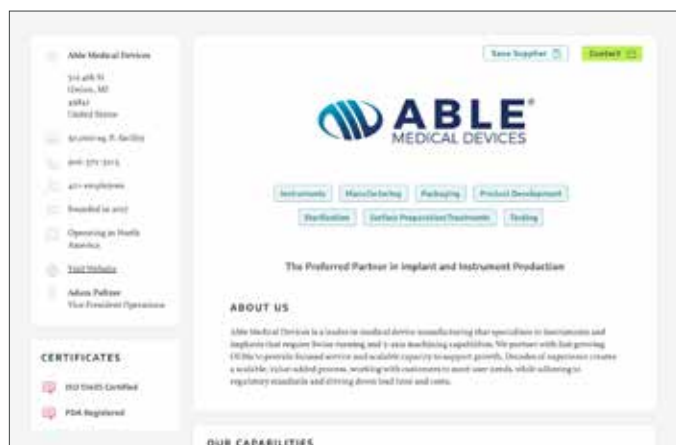 Able Medical Devices
United States
employees
Founded in 2017
Operating in North
America
Visit Website
Adam
Vice President Operations
CERTIFICATES
ISO 13485 Certified
FDA Registered
Save Supplier
Contact
ABLE®
MEDICAL DEVICES
Instruments
Manufacturing
Packaging
Product Development
Sterilization
Surface Preparation/Treatments
Testing
The Preferred Partner in Implant and Instrument Production
ABOUT US
Able Medical Devices is a leader in medical device manufacturing that specializes in instruments and
implants that require Swiss-turning and 5-axis machining capabilities. We partner with fast-growing
OEMs to provide focused service and scalable capacity to support growth. Decades of experience creates
a scalable, value-added process, working with customers to meet user needs, while adhering to
regulatory standards and driving down lead time and costs.
OUR CAPABILITIES